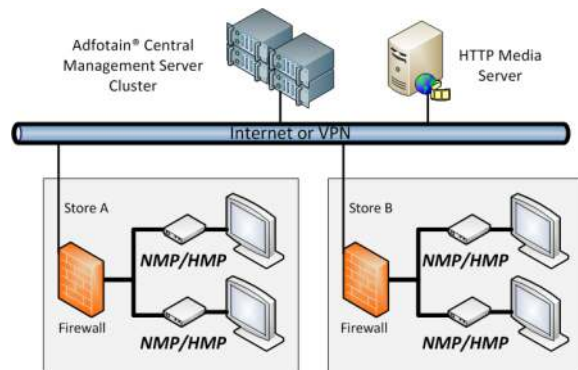 Adfotain® Central
Management Server
Cluster
HTTP Media
Server
Internet or VPN
Store A
NMP/HMP
Firewall
NMP/HMP
Store B
NMP/HMP
Firewall
NMP/HMP